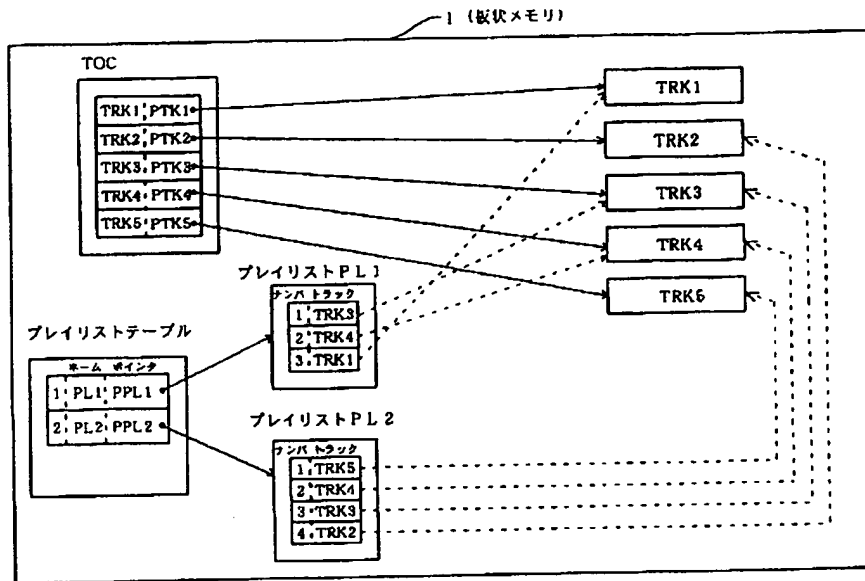 1 (板状メモリ)
TOC
TRK1 PTK1
TRK2 PTK2
TRK3 PTK3
TRK4 PTK4
TRK5 PTK5
TRK1
TRK2
TRK3
TRK4
TRK5
プレイリストPL1
ナンバ トラック
1 TRK3
2 TRK4
3 TRK1
プレイリストテーブル
ネーム ポインタ
1 PL1 PPL1
2 PL2 PPL2
プレイリストPL2
ナンバ トラック
1 TRK5
2 TRK4
3 TRK3
4 TRK2